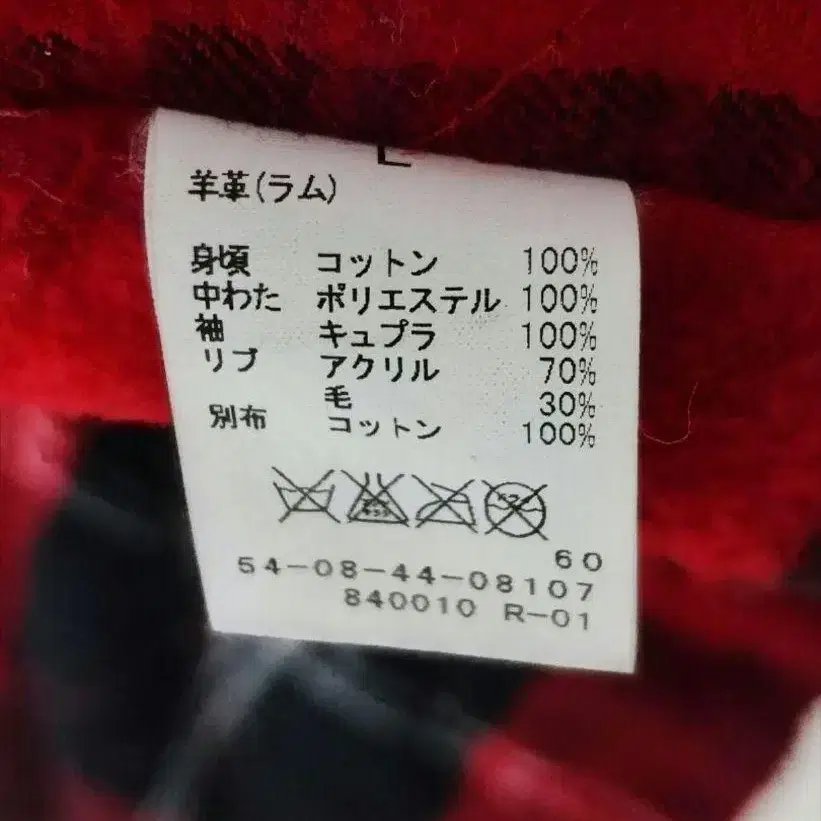 L
羊革(ラム)
身頃 コットン 100%
中わた ポリエステル 100%
袖 キュプラ 100%
リブ アクリル 70%
毛 30%
別布 コットン 100%
60
54-08-44-08107
840010 R-01